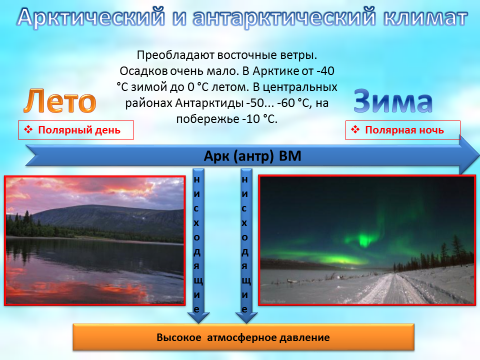 Арктический и антарктический климат
Преобладают восточные ветры.
Осадков очень мало. В Арктике от -40
°С зимой до 0 °С летом. В центральных
районах Антарктиды -50... -60 °С, на
побережье -10 °С.
Лето
Зима
Полярный день
Полярная ночь
Арк (антр) ВМ
нисходящие
нисходящие
Высокое атмосферное давление